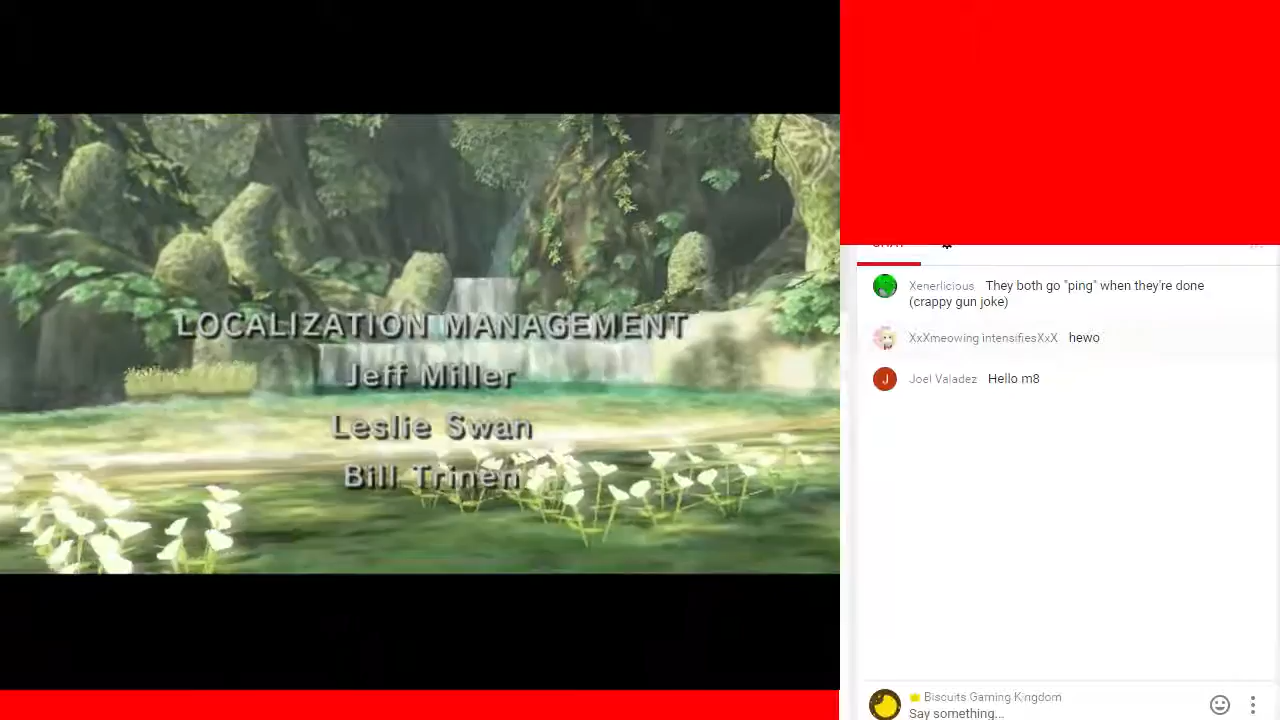 LOCALIZATION MANAGEMENT
Jeff Miller
Leslie Swan
Bill Trinen
Xenerlicious They both go "ping" when they're done
(crappy gun joke)
XxXmeowing intensifiesXxX hewo
J Joel Valadez Hello m8
Biscuits Gaming Kingdom
Say something...